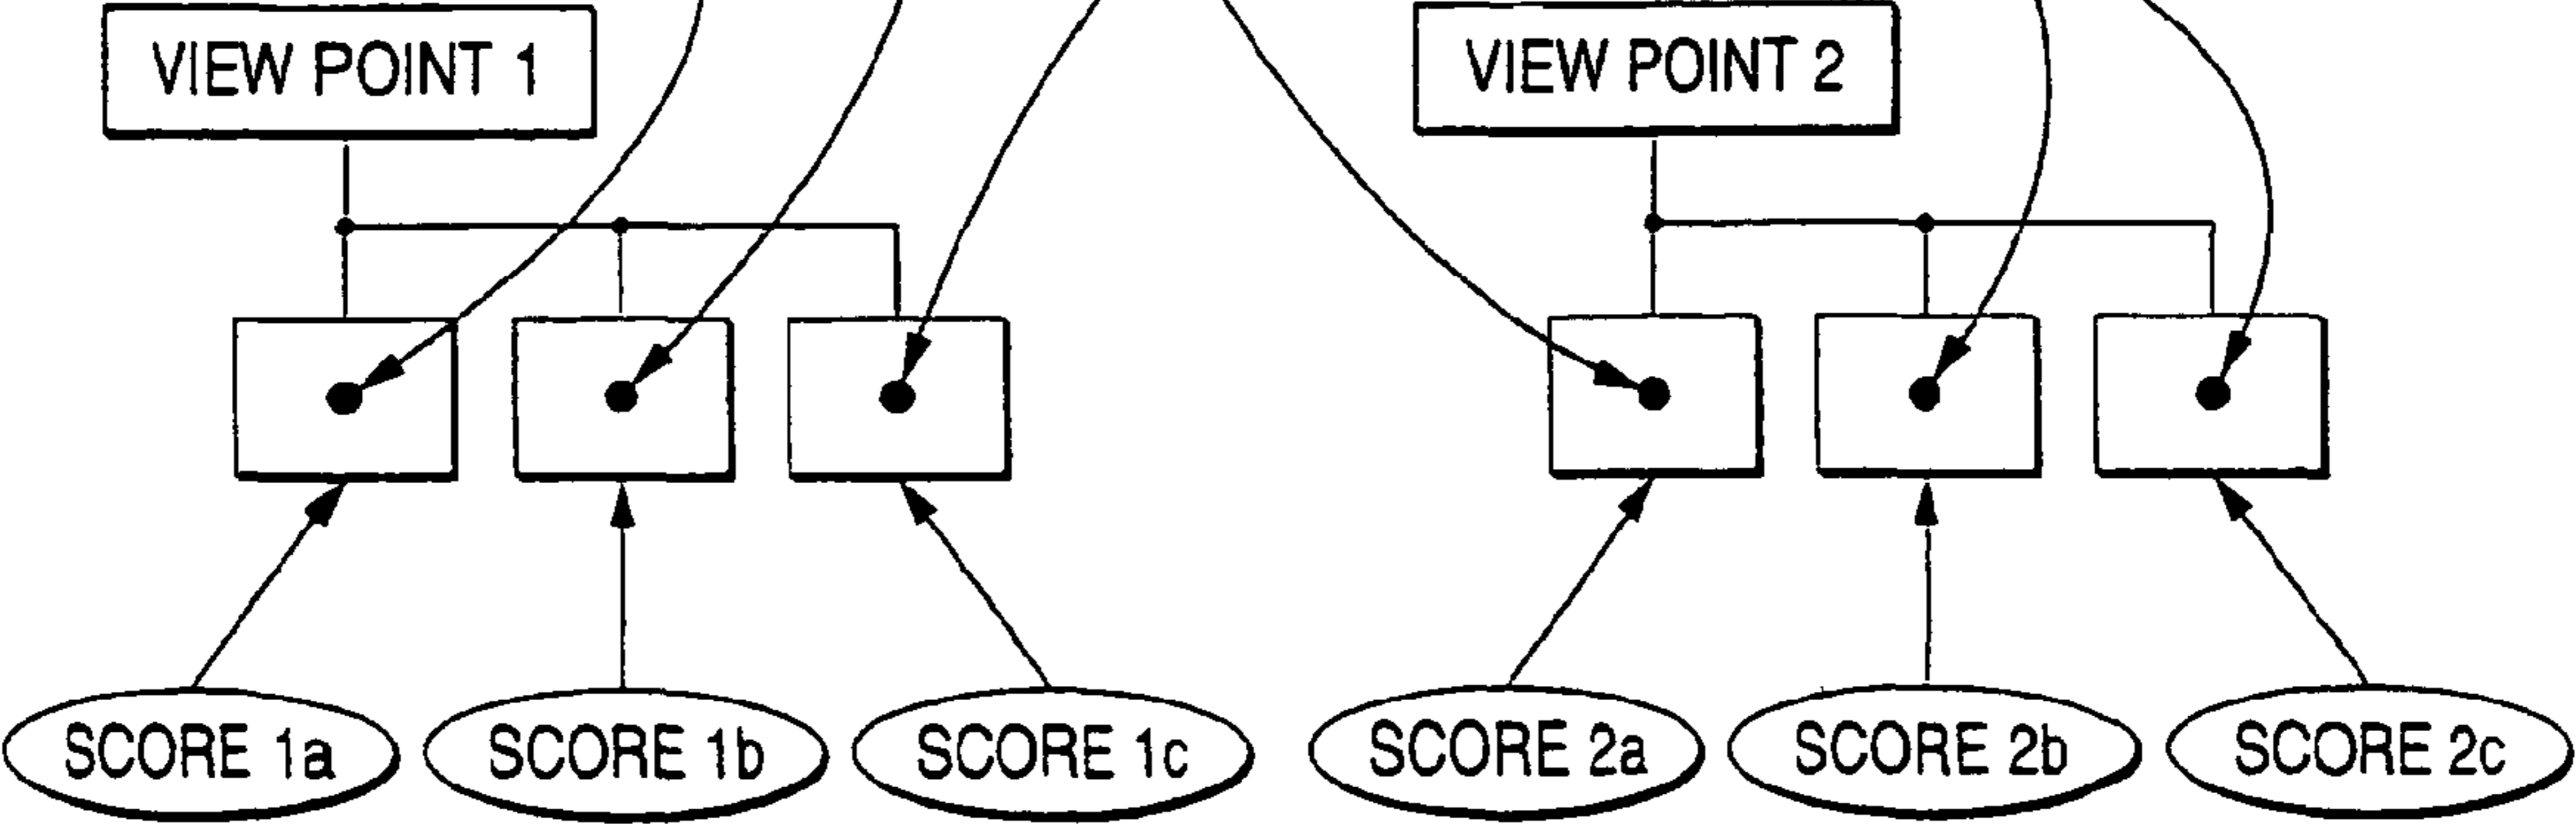 VIEW POINT 1
VIEW POINT 2
SCORE 1a
SCORE 1b
SCORE 1c
SCORE 2a
SCORE 2b
SCORE 2c